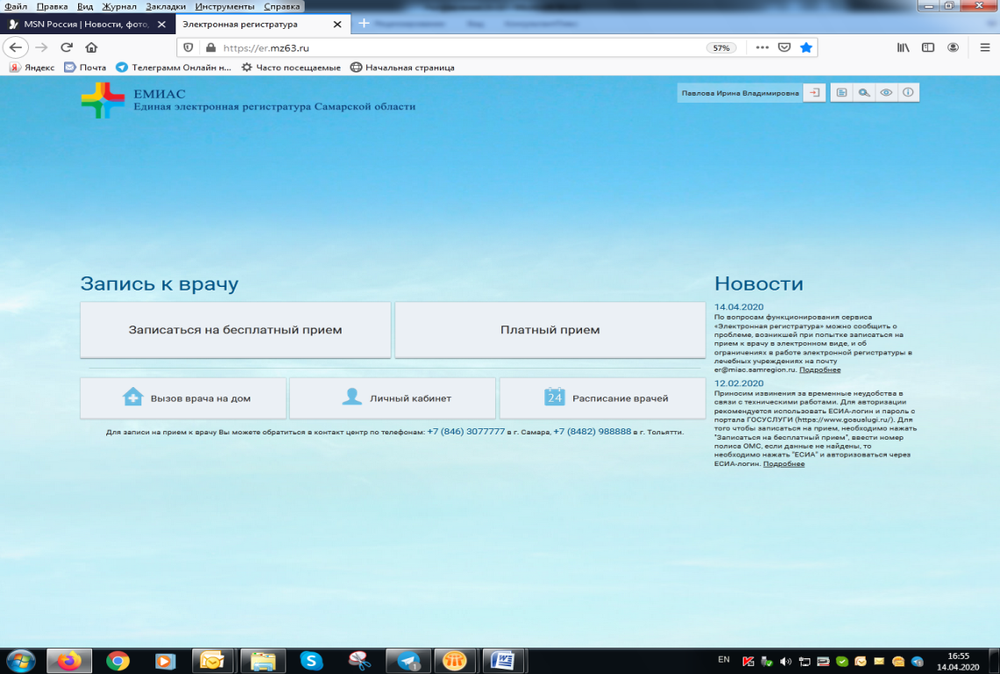 Файл Правка Вид Журнал Закладки Инструменты Справка
MSN Россия | Новости, фото,
Электронная регистратура
https://er.mz63.ru
57%
Яндекс Почта Телеграмм Онлайн н... Часто посещаемые Начальная страница
ЕМИАС
Единая электронная регистратура Самарской области
Павлова Ирина Владимировна
Запись к врачу
Записаться на бесплатный прием
Платный прием
Вызов врача на дом
Личный кабинет
24 Расписание врачей
Для записи на прием к врачу Вы можете обратиться в контакт центр по телефонам: +7 (846) 3077777 в г. Самара, +7 (8482) 988888 в г. Тольятти.
Новости
14.04.2020
По вопросам функционирования сервиса
«Электронная регистратура» можно сообщить о
проблеме, возникшей при попытке записаться на
прием к врачу в электронном виде, и об
ограничениях в работе электронной регистратуры в
лечебных учреждениях на почту
er@miac.samregion.ru. Подробнее
12.02.2020
Приносим извинения за временные неудобства в
связи с техническими работами. Для авторизации
рекомендуется использовать ЕСИА-логин и пароль с
портала ГОСУСЛУГИ (https://www.gosuslugi.ru/). Для
того чтобы записаться на прием, необходимо нажать
"Записаться на бесплатный прием", ввести номер
полиса ОМС, если данные не найдены, то
необходимо нажать "ЕСИА" и авторизоваться через
ЕСИА-логин. Подробнее
EN
16:55
14.04.2020